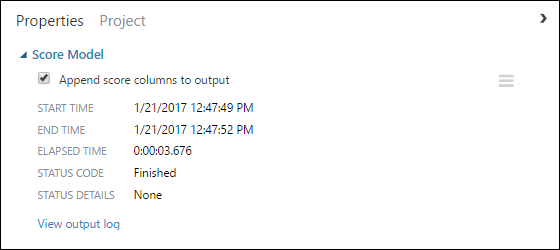 Properties Project
Score Model
Append score columns to output
START TIME 1/21/2017 12:47:49 PM
END TIME 1/21/2017 12:47:52 PM
ELAPSED TIME 0:00:03.676
STATUS CODE Finished
STATUS DETAILS None
View output log